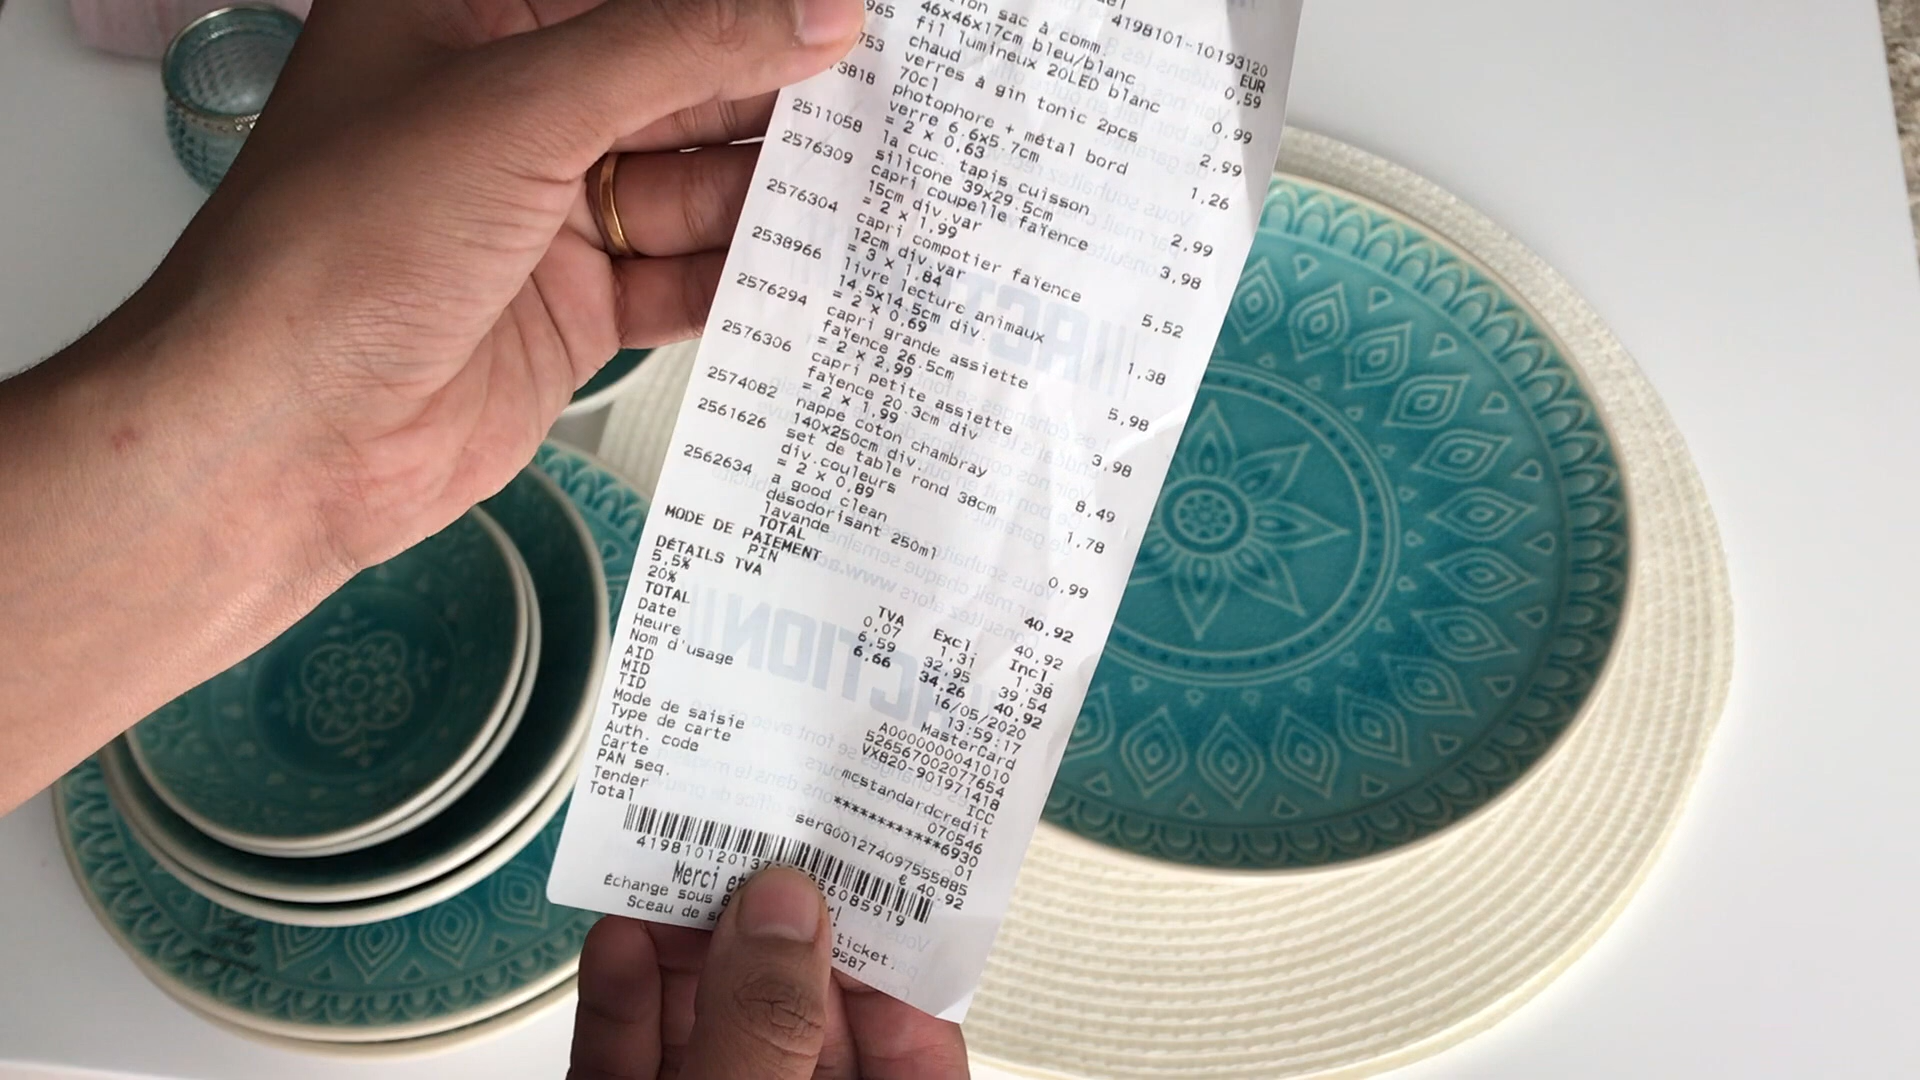 4198101-10193120
on sac à comm. EUR
965 46x46x17cm bleu/blanc 0,59
753 fil lumineux 20LED blanc
chaud 0,99
3818 verres à gin tonic 2pcs
70cl 2,99
photophore + métal bord
verre 6.6x5.7cm
= 2 x 0,63 1,26
2511058 la cuc. tapis cuisson
silicone 39x29.5cm 2,99
2576309 capri coupelle faïence
15cm div.var
= 2 x 1,99 3,98
2576304 capri compotier faïence
12cm div.var
= 3 x 1,84 5,52
2538966 livre lecture animaux
14.5x14.5cm div.
= 2 x 0,69 1,38
2576294 capri grande assiette
faïence 26.5cm
= 2 x 2,99 5,98
2576306 capri petite assiette
faïence 20.3cm div
= 2 x 1,99 3,98
2574082 nappe coton chambray
140x250cm div. 8,49
2561626 set de table rond 38cm
div.couleurs
= 2 x 0,89 1,78
2562634 a good clean
désodorisant 250ml
lavande 0,99
TOTAL 40,92
MODE DE PAIEMENT
PIN 40,92
DÉTAILS TVA TVA Excl. Incl
5,5% 0,07 1,31 1,38
20% 6,59 32,95 39,54
TOTAL 6,66 34,26 40,92
Date 16/05/2020
Heure 13:59:17
Nom d'usage MasterCard
AID A0000000041010
MID 526567002077654
TID VX820-901971418
Mode de saisie ICC
Type de carte mcstandardcredit
Auth. code 070546
Carte ************6930
PAN seq. 01
Tender serG001274097555885
Total € 40,92
Merci et
Échange sous 8 ticket.
Sceau de 9587